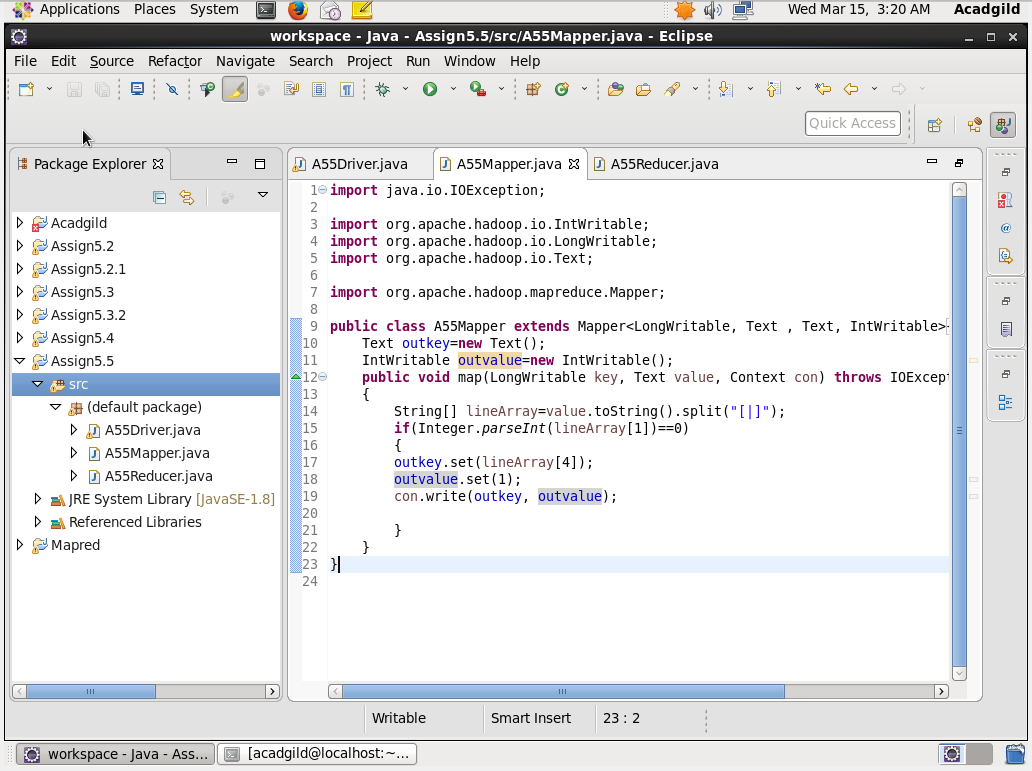 Applications Places System Wed Mar 15, 3:20 AM Acadgild
workspace - Java - Assign5.5/src/A55Mapper.java - Eclipse
File Edit Source Refactor Navigate Search Project Run Window Help
Quick Access
Package Explorer
A55Driver.java A55Mapper.java A55Reducer.java
Acadgild
Assign5.2
Assign5.2.1
Assign5.3
Assign5.3.2
Assign5.4
Assign5.5
src
(default package)
A55Driver.java
A55Mapper.java
A55Reducer.java
JRE System Library [JavaSE-1.8]
Referenced Libraries
Mapred
1 import java.io.IOException;
2
3 import org.apache.hadoop.io.IntWritable;
4 import org.apache.hadoop.io.LongWritable;
5 import org.apache.hadoop.io.Text;
6
7 import org.apache.hadoop.mapreduce.Mapper;
8
9 public class A55Mapper extends Mapper<LongWritable, Text , Text, IntWritable>{
10 Text outkey=new Text();
11 IntWritable outvalue=new IntWritable();
12 public void map(LongWritable key, Text value, Context con) throws IOExcept
13 {
14 String[] lineArray=value.toString().split("[|]");
15 if(Integer.parseInt(lineArray[1])==0)
16 {
17 outkey.set(lineArray[4]);
18 outvalue.set(1);
19 con.write(outkey, outvalue);
20
21 }
22 }
23 }
24
Writable Smart Insert 23 : 2
workspace - Java - Ass... [acadgild@localhost:~...